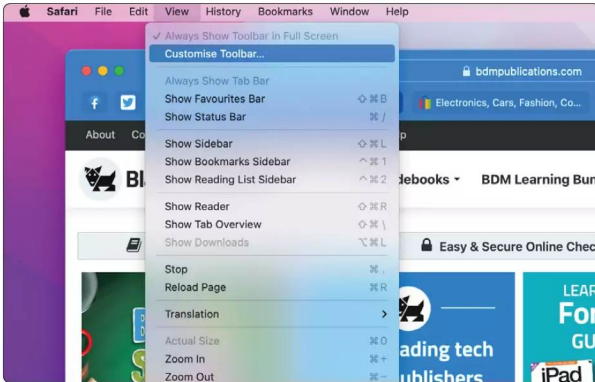 Safari File Edit View History Bookmarks Window Help
✓ Always Show Toolbar in Full Screen
Customise Toolbar...
bdmpublications.com
Always Show Tab Bar
Show Favourites Bar ⇧⌘B
Electronics, Cars, Fashion, Co...
Show Status Bar ⌘/
About Co
Show Sidebar ⇧⌘L
Show Bookmarks Sidebar ^⌘1
Show Reading List Sidebar ^⌘2
Bl
debooks
BDM Learning Bun
Show Reader ⇧⌘R
Show Tab Overview ⇧⌘\
Show Downloads ⌥⌘L
Easy & Secure Online Chec
Stop ⌘.
Reload Page ⌘R
Translation >
Actual Size ⌘0
Zoom In ⌘+
Zoom Out ⌘−
ading tech
ublishers
LEAR
For
GU
iPad